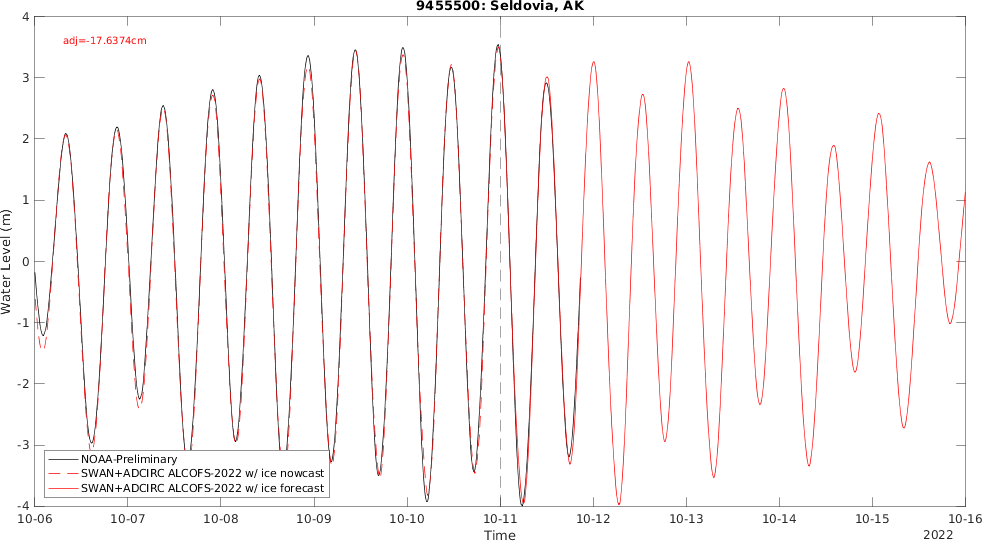 9455500: Seldovia, AK
adj=-17.6374cm
4
3
2
1
0
-1
-2
-3
-4
Water Level (m)
NOAA-Preliminary
SWAN+ADCIRC ALCOFS-2022 w/ ice nowcast
SWAN+ADCIRC ALCOFS-2022 w/ ice forecast
10-06 10-07 10-08 10-09 10-10 10-11 10-12 10-13 10-14 10-15 10-16
Time
2022